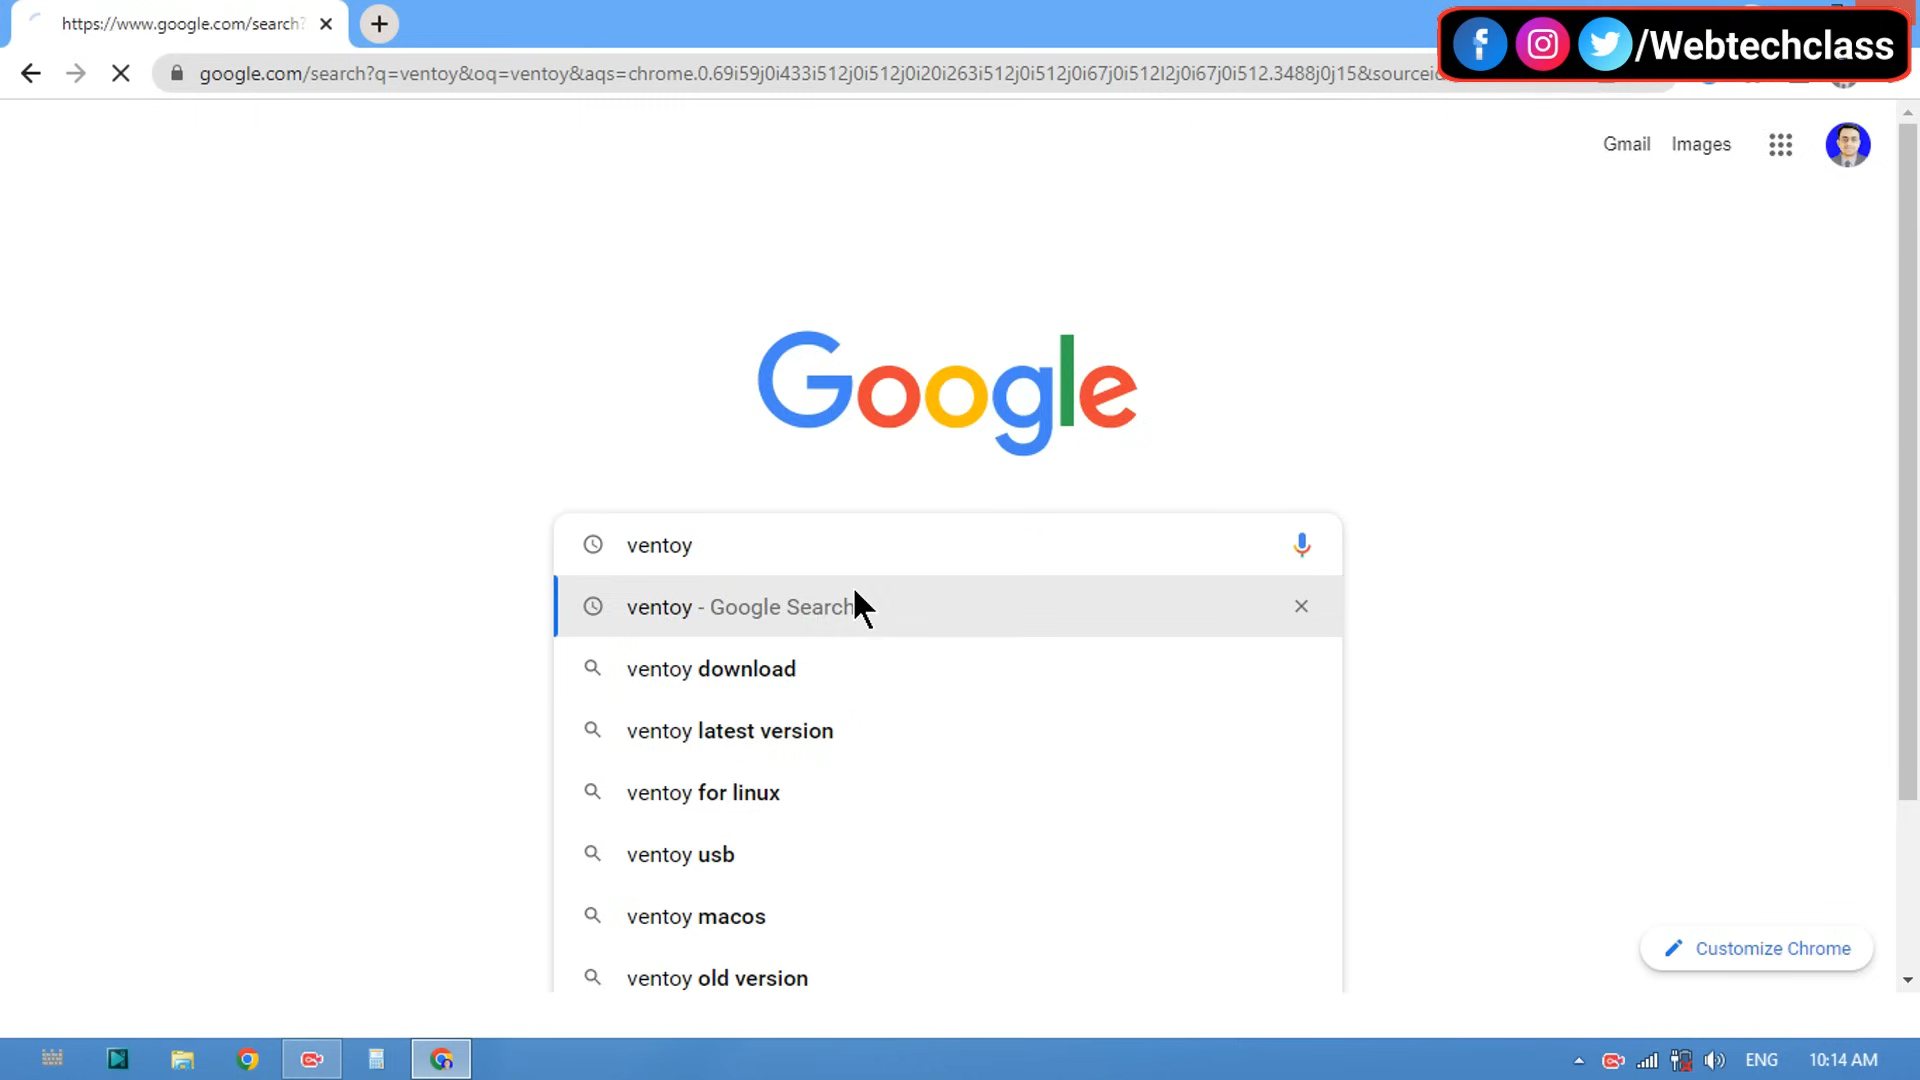 https://www.google.com/search?
/Webtechclass
google.com/search?q=ventoy&oq=ventoy&aqs=chrome.0.69i59j0i433i512j0i512j0i20i263i512j0i512j0i67j0i512l2j0i67j0i512.3488j0j15&sourceid
Gmail Images
Google
ventoy
ventoy - Google Search
ventoy download
ventoy latest version
ventoy for linux
ventoy usb
ventoy macos
ventoy old version
Customize Chrome
ENG 10:14 AM